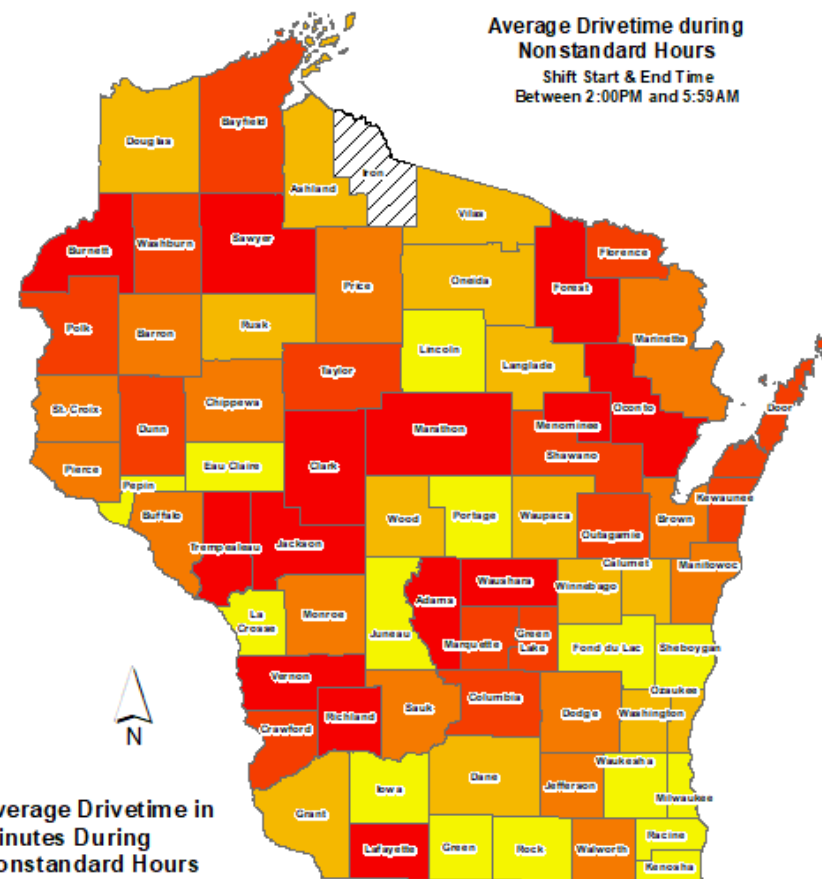 Average Drivetime during
Nonstandard Hours
Shift Start & End Time
Between 2:00PM and 5:59AM
Bayfield
Douglas
Iron
Ashland
Vilas
Burnett
Washburn
Sawyer
Florence
Price
Oneida
Forest
Polk
Barron
Rusk
Marinette
Lincoln
Langlade
Taylor
St. Croix
Chippewa
Oconto
Door
Dunn
Marathon
Menominee
Shawano
Pierce
Eau Claire
Clark
Pepin
Kewaunee
Buffalo
Wood
Portage
Waupaca
Brown
Outagamie
Trempealeau
Jackson
Calumet
Manitowoc
Waushara
Winnebago
Adams
La
Crosse
Monroe
Juneau
Marquette
Green
Lake
Fond du Lac
Sheboygan
Vernon
Ozaukee
Columbia
Richland
Sauk
Dodge
Washington
Crawford
N
Waukesha
Dane
Jefferson
Iowa
Milwaukee
verage Drivetime in
inutes During
onstandard Hours
Grant
Racine
Lafayette
Green
Rock
Walworth
Kenosha